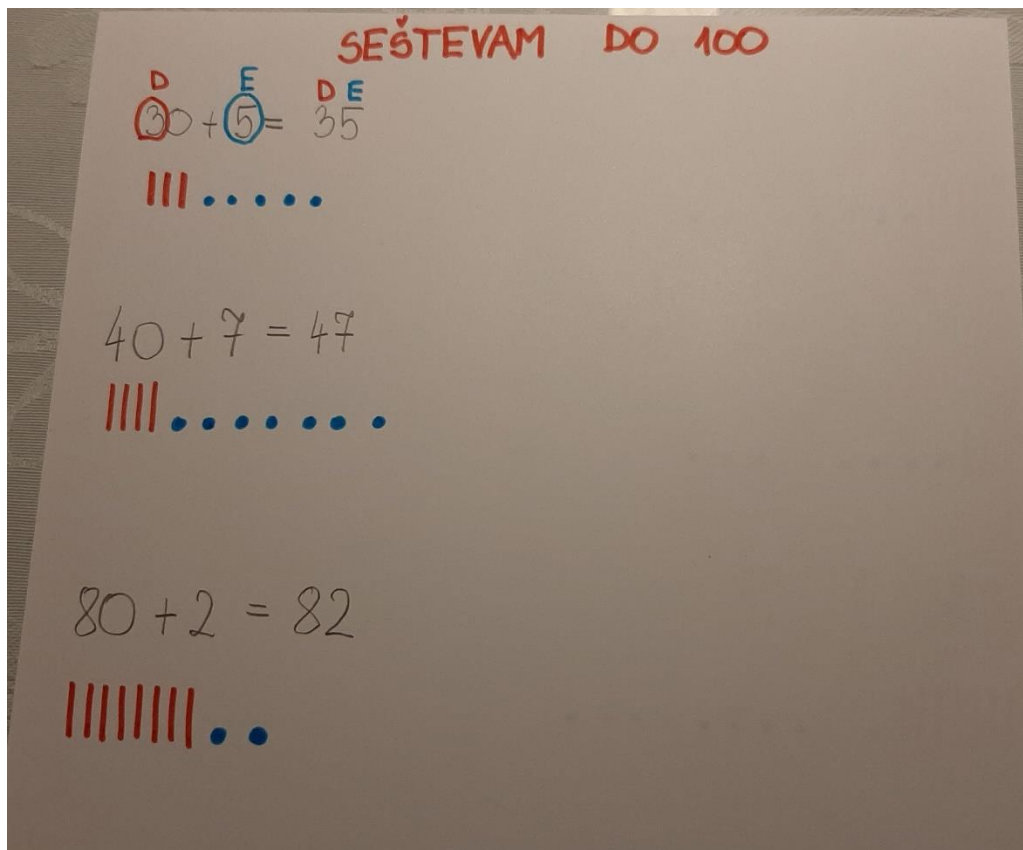 SEŠTEVAM DO 100
D E D E
30 + 5 = 35
40 + 7 = 47
80 + 2 = 82